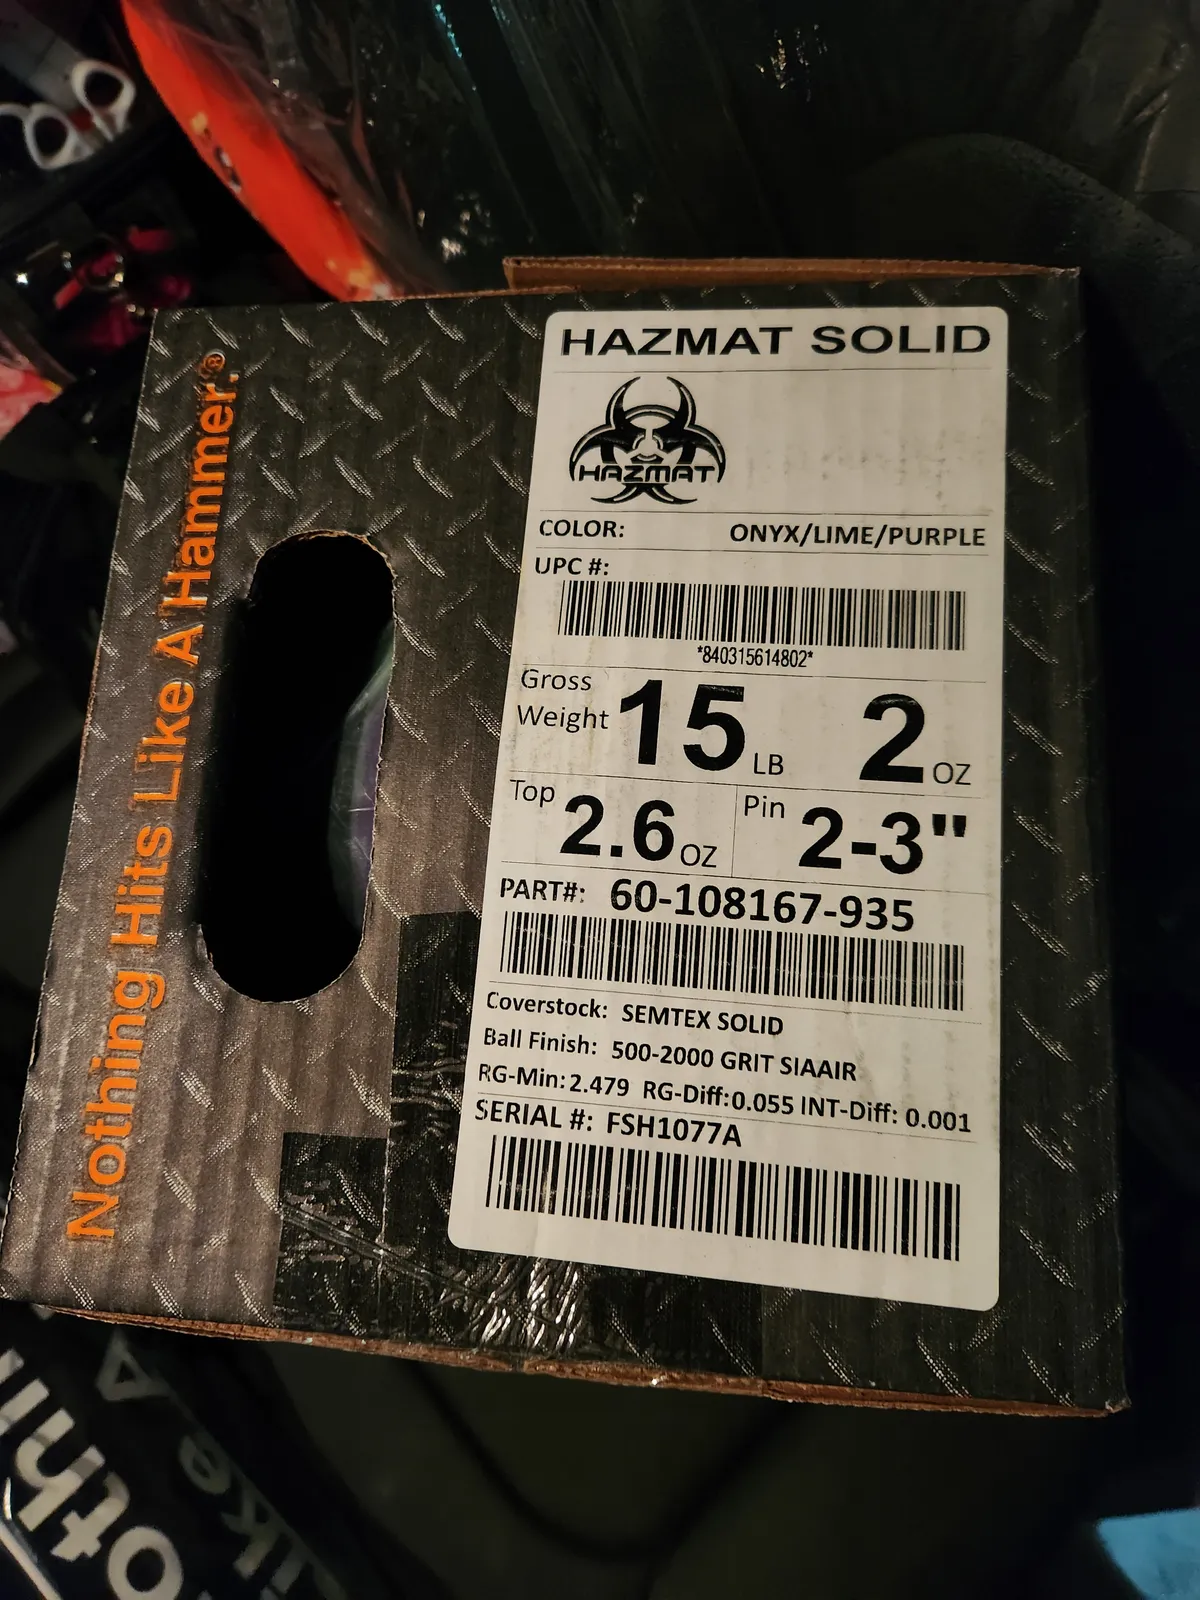 Nothing Hits Like A Hammer.®
HAZMAT SOLID
HAZMAT
COLOR: ONYX/LIME/PURPLE
UPC #:
*840315614802*
Gross Weight 15 LB 2 OZ
Top 2.6 OZ Pin 2-3"
PART#: 60-108167-935
Coverstock: SEMTEX SOLID
Ball Finish: 500-2000 GRIT SIAAIR
RG-Min: 2.479 RG-Diff: 0.055 INT-Diff: 0.001
SERIAL #: FSH1077A